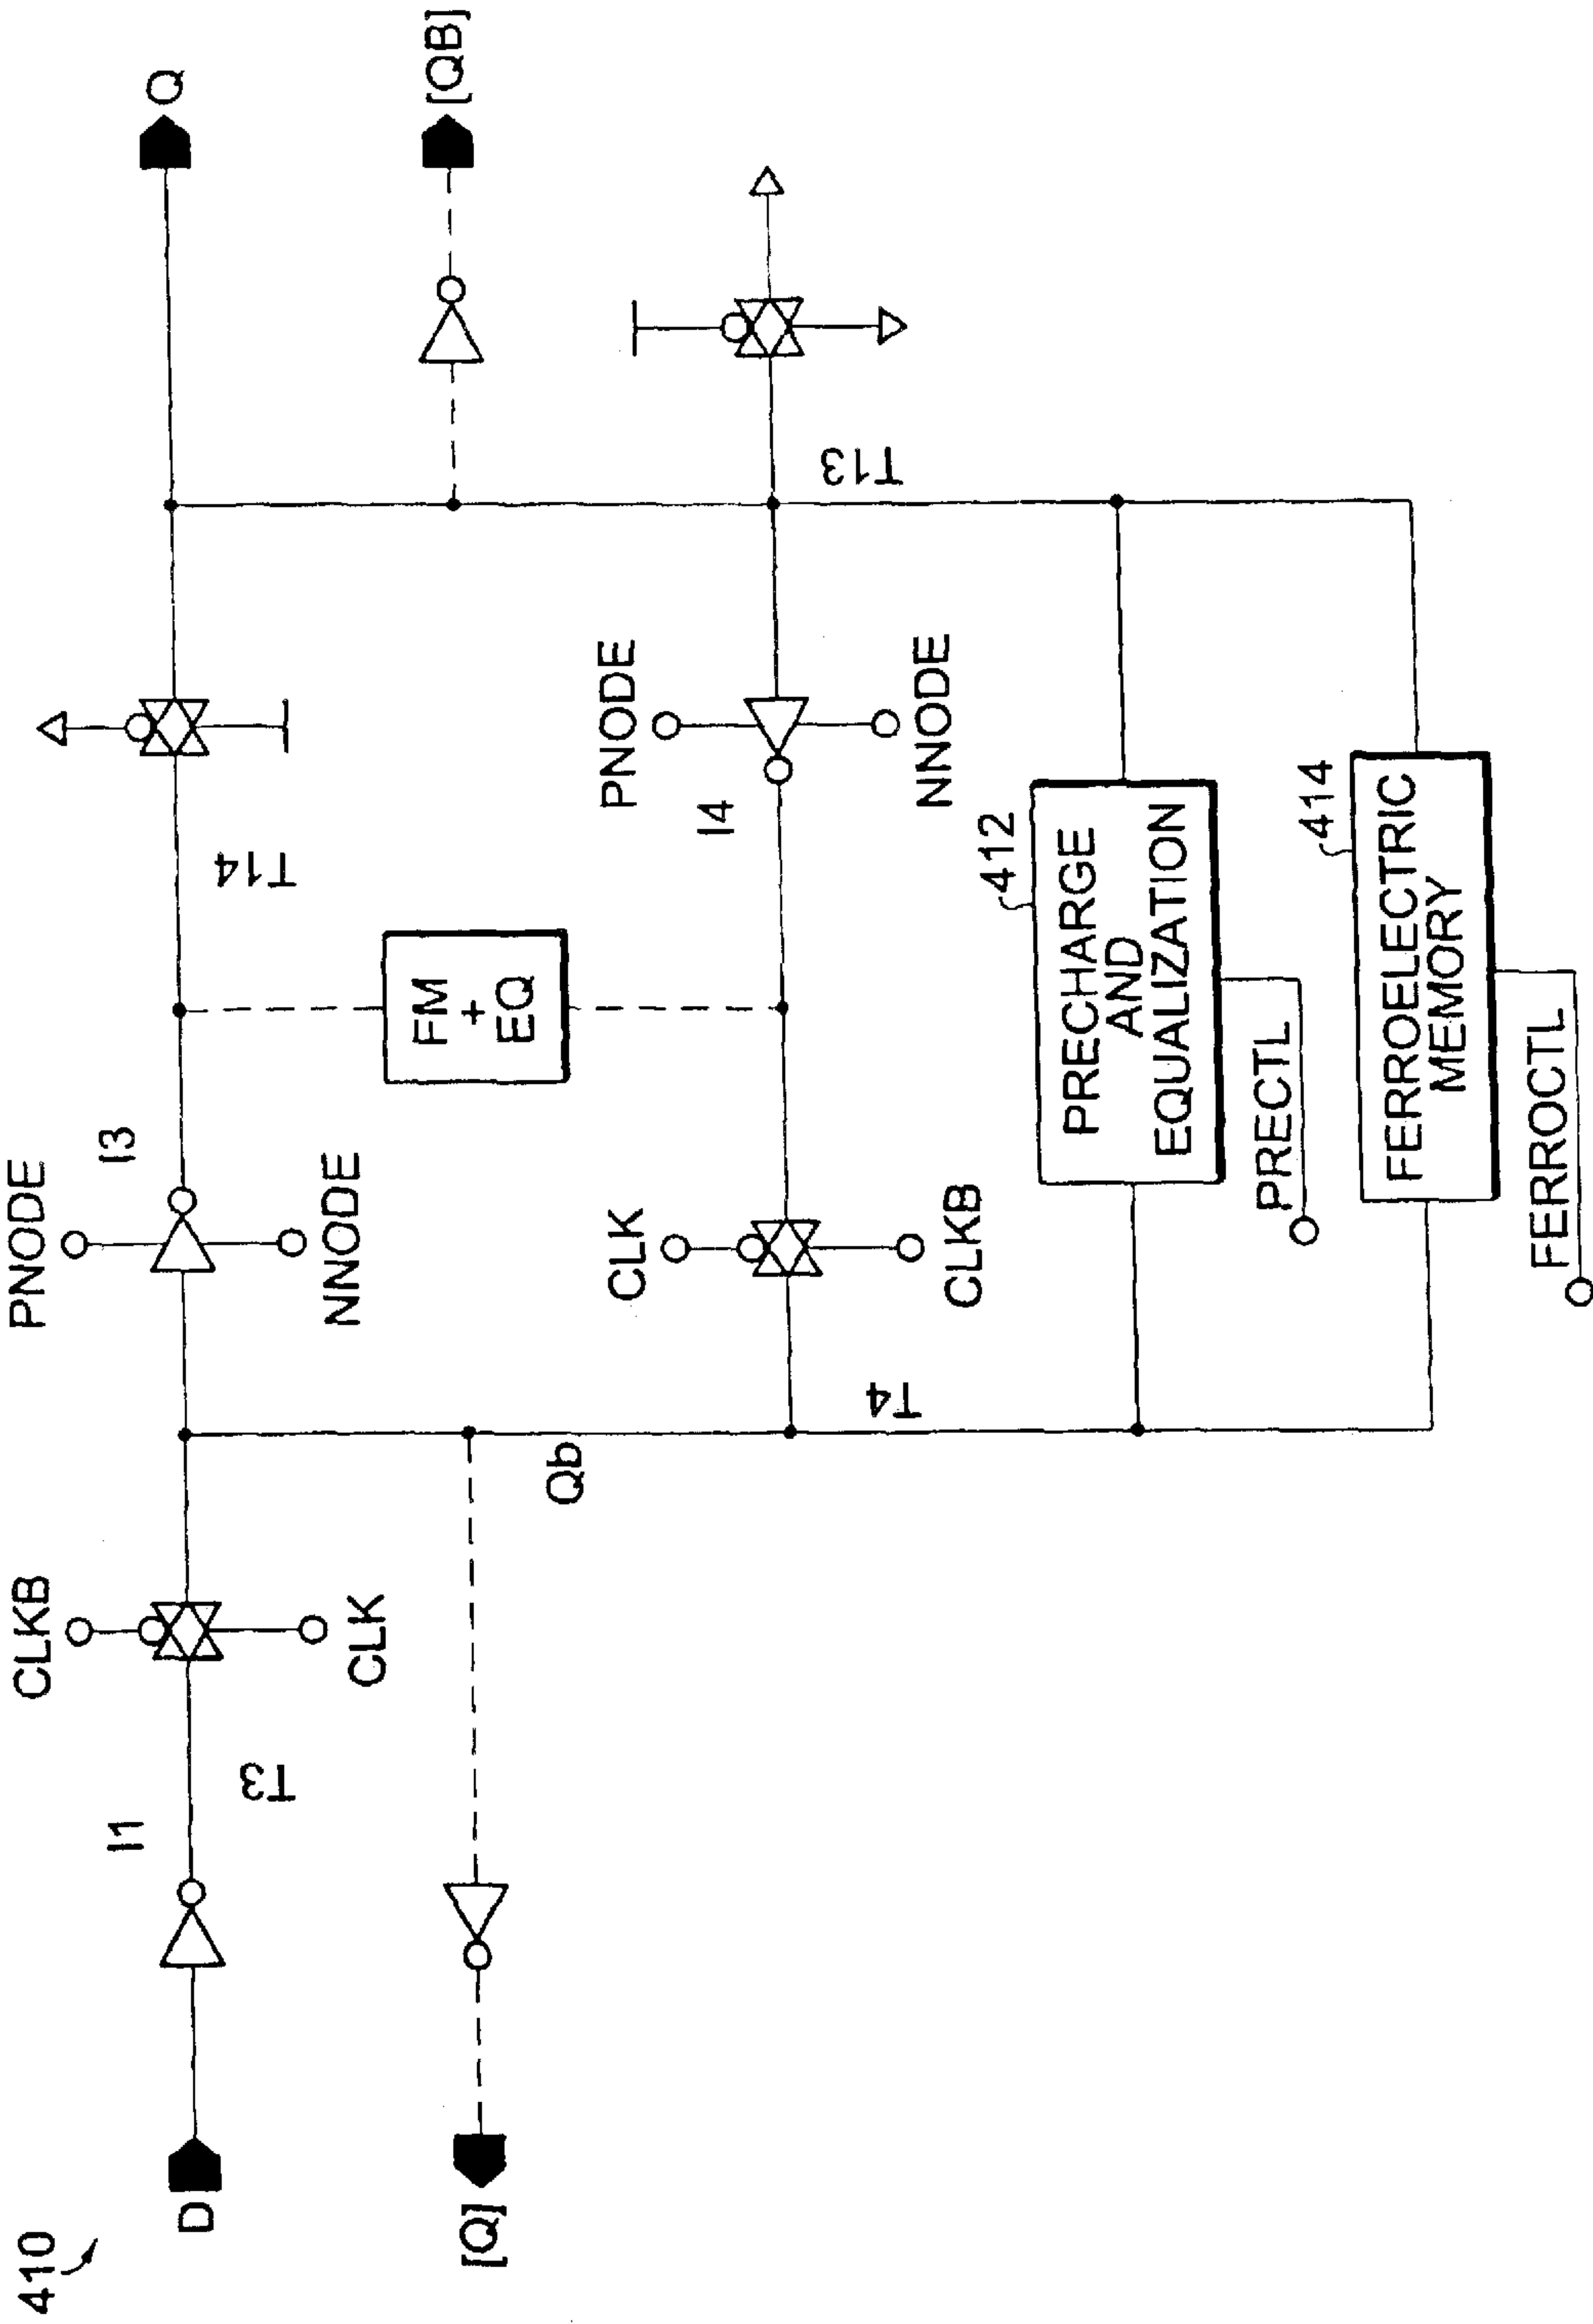 410
D
I1
T3
CLKB
CLK
PNODE
I3
NNODE
T14
Q
[Q]
Qb
FM
+
EQ
[QB]
CLK
CLKB
T4
PNODE
I4
NNODE
T13
412
PRECHARGE
AND
EQUALIZATION
PRECTL
414
FERROELECTRIC
MEMORY
FERROCTL